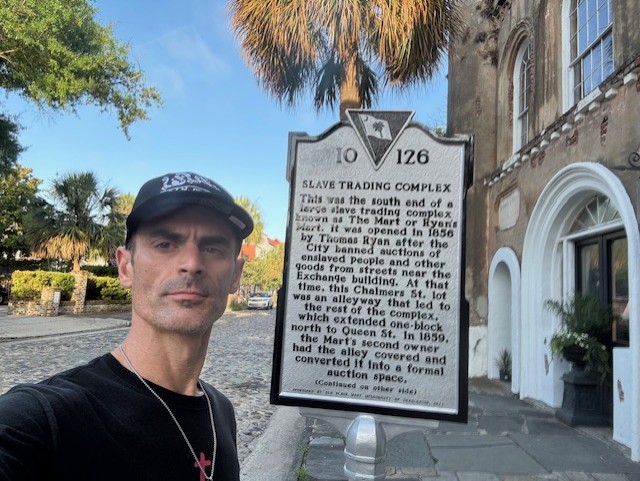 10 126
SLAVE TRADING COMPLEX
This was the south end of a
large slave trading complex
known as The Mart or Ryan's
Mart. It was opened in 1856
by Thomas Ryan after the
City banned auctions of
enslaved people and other
goods from streets near the
Exchange building. At that
time, this Chalmers St. lot
was an alleyway that led to
the rest of the complex,
which extended one-block
north to Queen St. In 1859,
the Mart's second owner
had the alley covered and
converted it into a formal
auction space.
(Continued on other side)